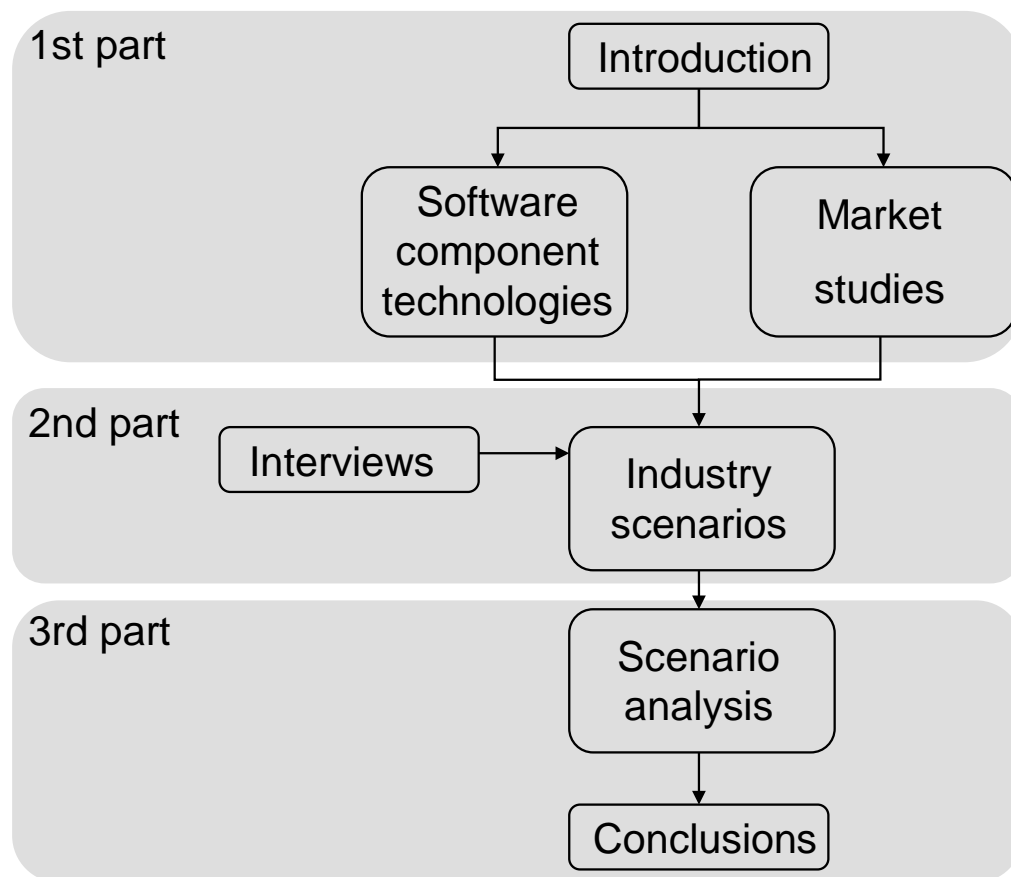 1st part
Introduction
Software
component
technologies
Market
studies
2nd part
Interviews
Industry
scenarios
3rd part
Scenario
analysis
Conclusions